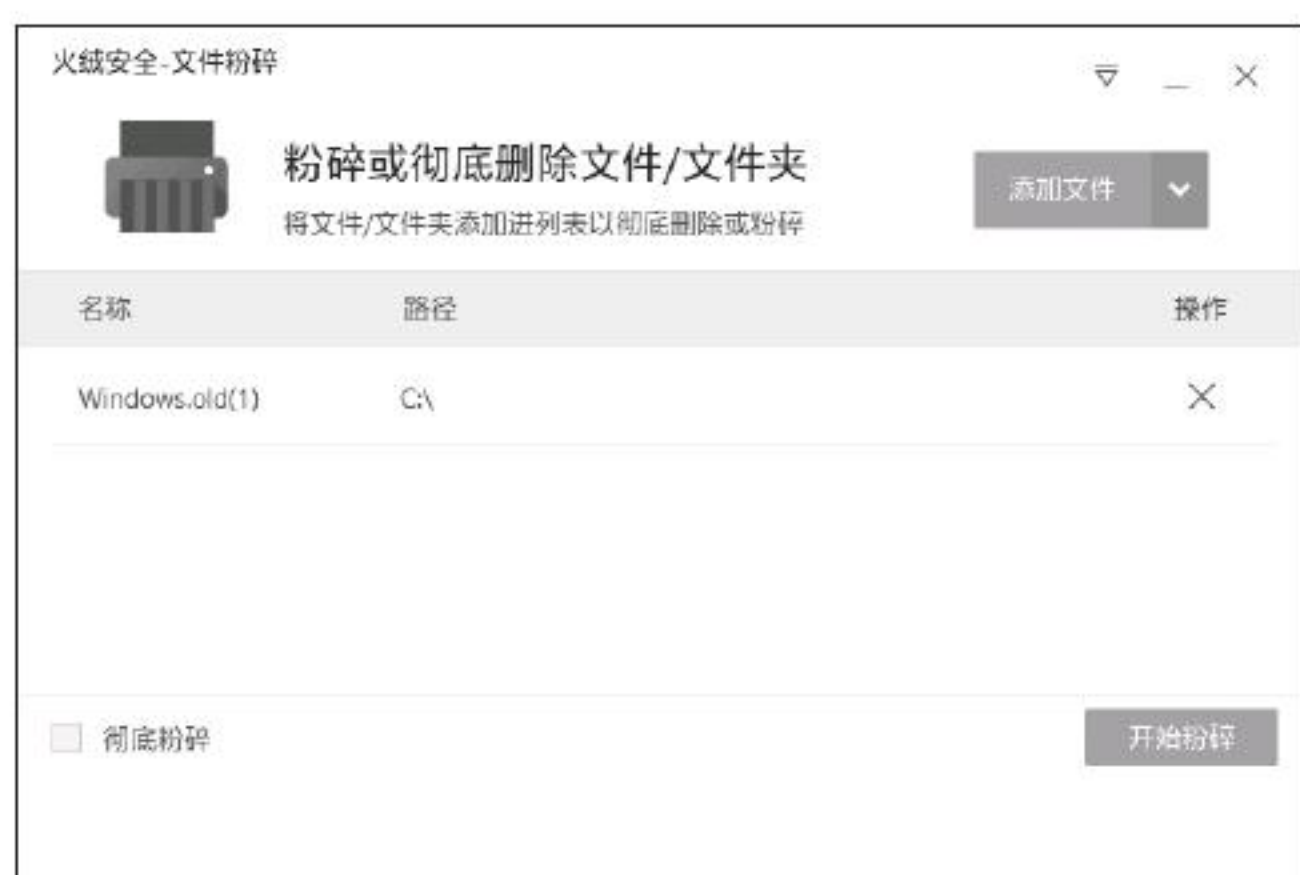 火绒安全-文件粉碎
粉碎或彻底删除文件/文件夹
将文件/文件夹添加进列表以彻底删除或粉碎
添加文件
名称 路径 操作
Windows.old(1) C:\
彻底粉碎
开始粉碎